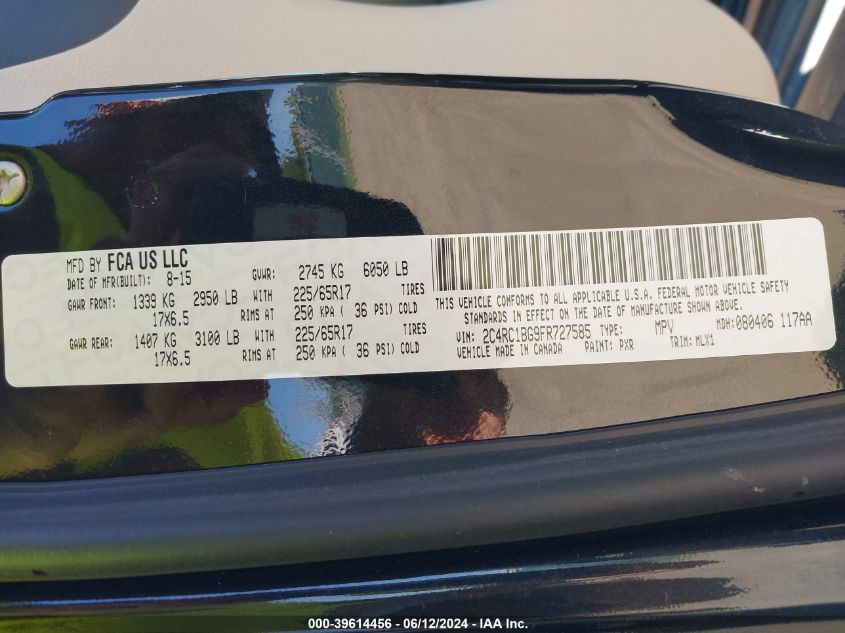 MFD BY FCA US LLC
DATE OF MFR(BUILT): 8-15 GVWR: 2745 KG 6050 LB
GAWR FRONT: 1339 KG 2950 LB WITH 225/65R17 TIRES
17X6.5 RIMS AT 250 KPA ( 36 PSI) COLD
GAWR REAR: 1407 KG 3100 LB WITH 225/65R17 TIRES
17X6.5 RIMS AT 250 KPA ( 36 PSI) COLD
THIS VEHICLE CONFORMS TO ALL APPLICABLE U.S.A. FEDERAL MOTOR VEHICLE SAFETY
STANDARDS IN EFFECT ON THE DATE OF MANUFACTURE SHOWN ABOVE.
VIN: 2C4RC1BG9FR727585 TYPE: MPV MDH:080406 117AA
VEHICLE MADE IN CANADA PAINT: PXR TRIM: MLX1
000-39614456 - 06/12/2024 - IAA Inc.